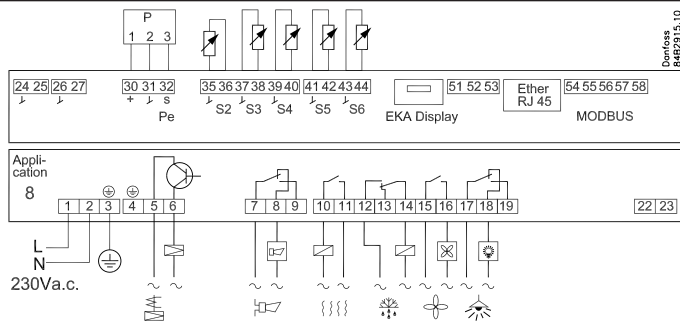 P
1 2 3
Danfoss
84B2915.10
24 25 26 27 30 31 32 35 36 37 38 39 40 41 42 43 44 51 52 53 Ether RJ 45 54 55 56 57 58
+ s S2 S3 S4 S5 S6
Pe EKA Display MODBUS
Appli-
cation
8
1 2 3 4 5 6 7 8 9 10 11 12 13 14 15 16 17 18 19 22 23
L
N
230Va.c.